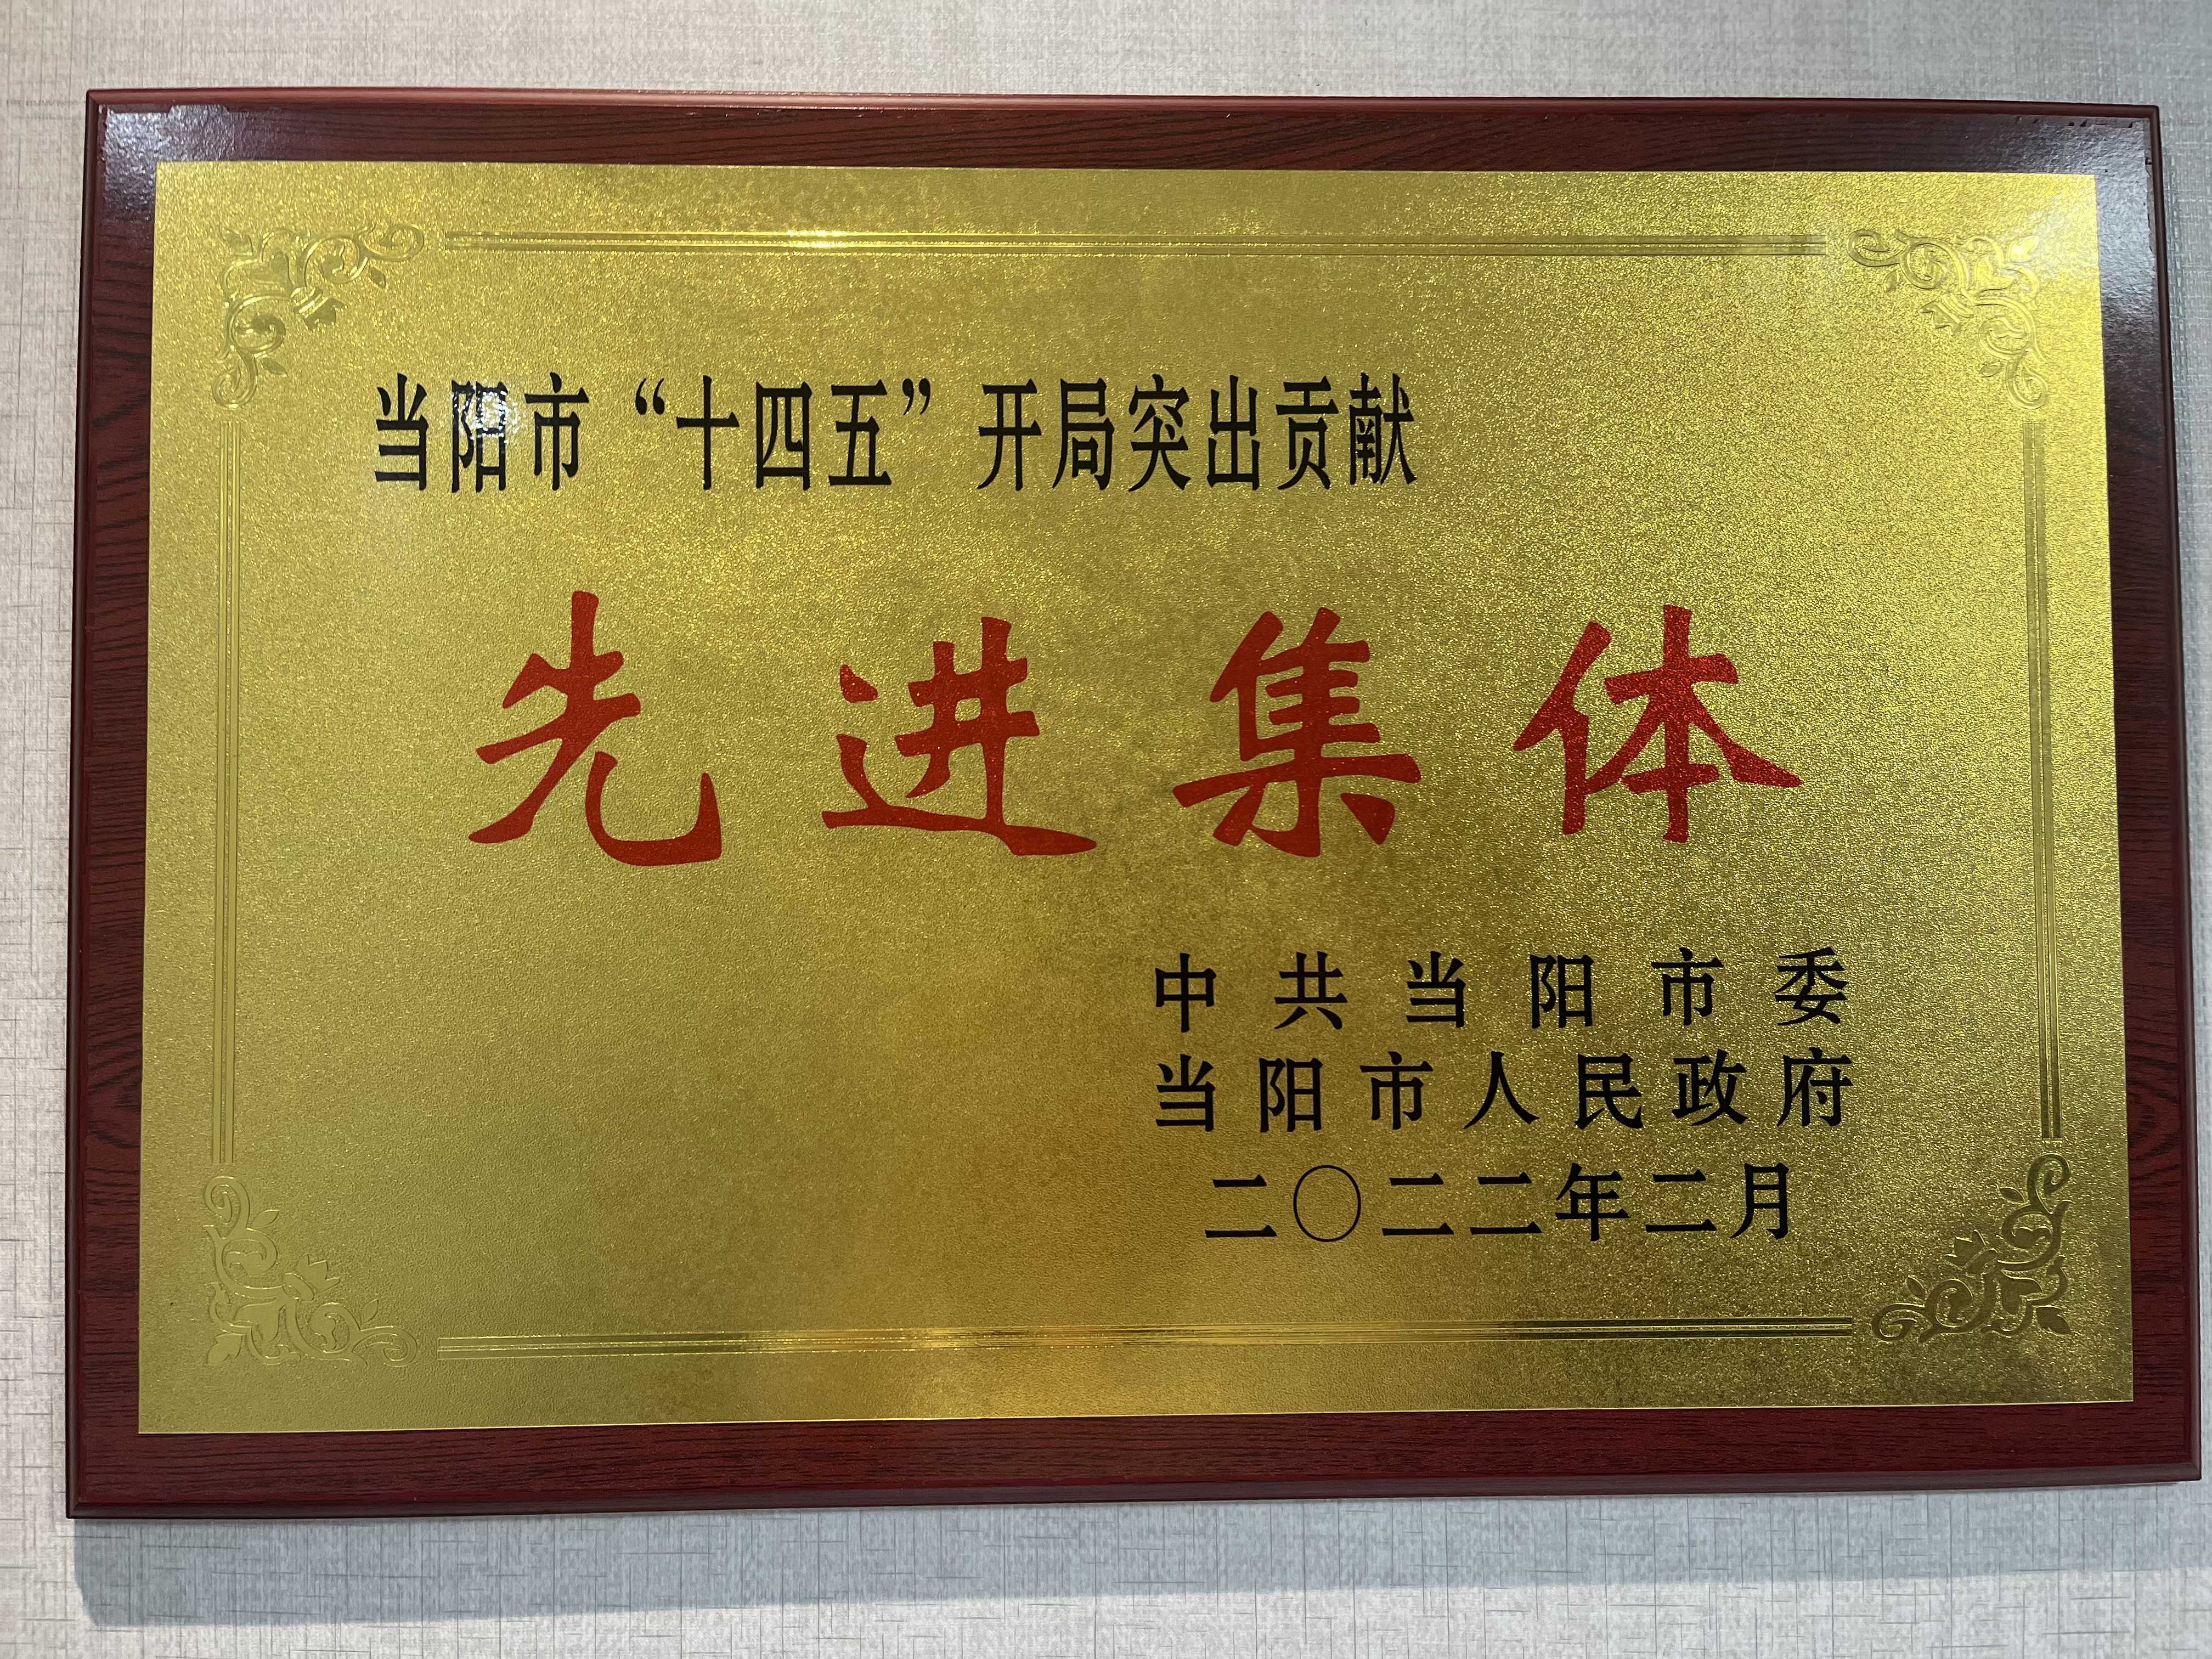 当阳市“十四五”开局突出贡献
先进集体
中共当阳市委
当阳市人民政府
二〇二二年二月